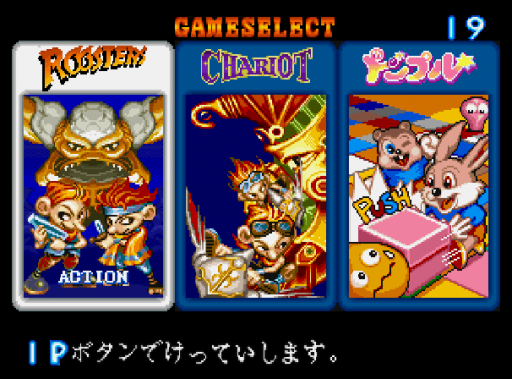 GAMESELECT
19
ROOSTERS
CHARIOT
ドンプル
PUSH
ACTION
1Pボタンでけっていします。